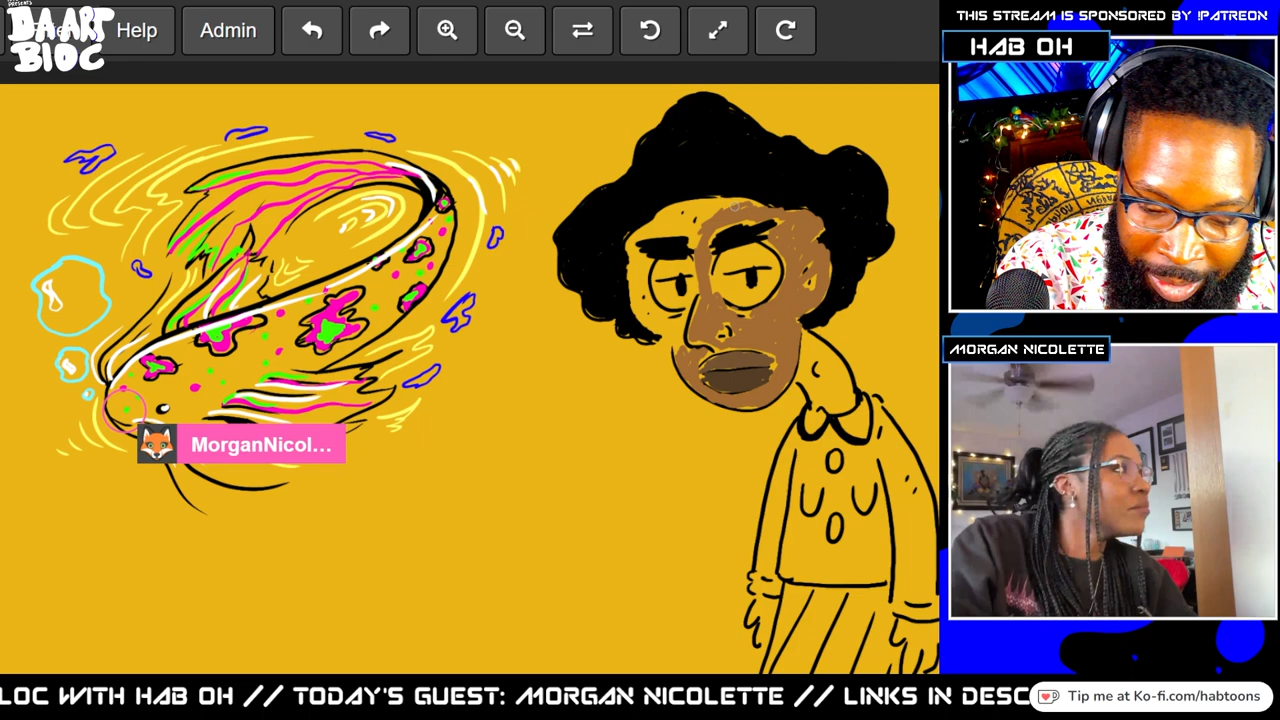 DA ART
BLOC
Help
Admin
THIS STREAM IS SPONSORED BY !PATREON
HAB OH
MorganNicol...
MORGAN NICOLETTE
LOC WITH HAB OH // TODAY'S GUEST: MORGAN NICOLETTE // LINKS IN DESC
Tip me at Ko-fi.com/habtoons